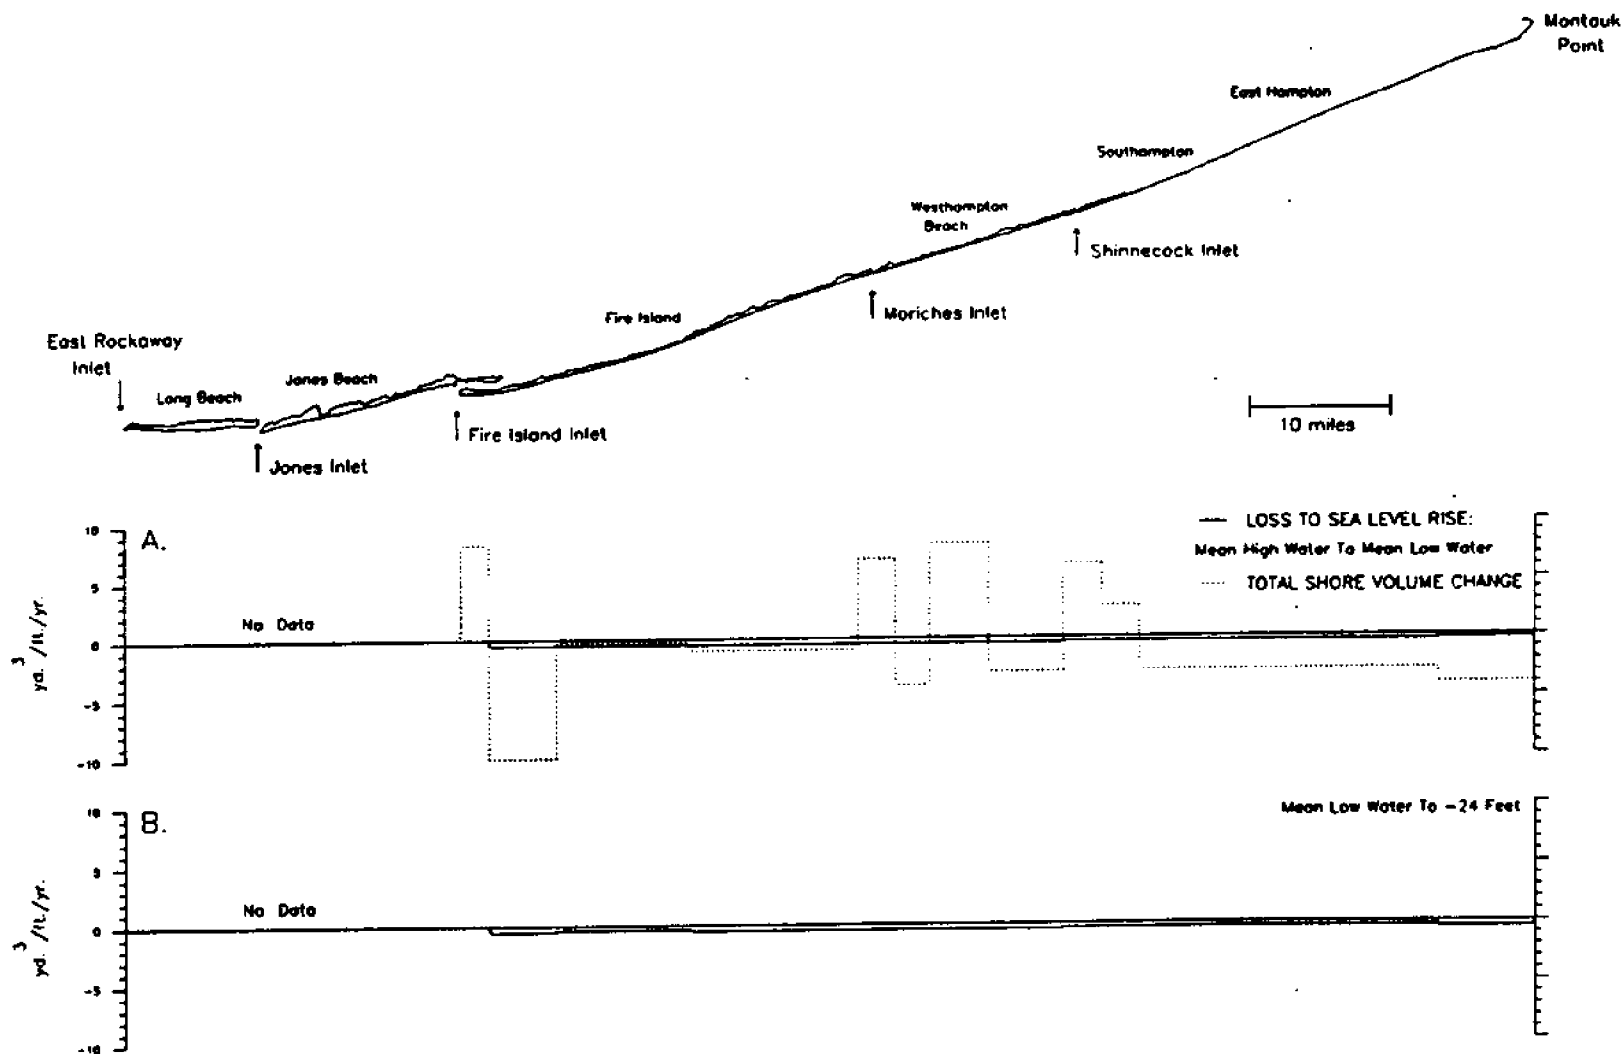 Montauk
Point
East Hampton
Southampton
Westhampton
Beach
Shinnecock Inlet
Moriches Inlet
Fire Island
East Rockaway
Inlet
Jones Beach
Long Beach
Fire Island Inlet
Jones Inlet
10 miles
A.
LOSS TO SEA LEVEL RISE:
Mean High Water To Mean Low Water
TOTAL SHORE VOLUME CHANGE
10
5
0
-5
-10
yd.³/ft./yr.
No Data
B.
Mean Low Water To -24 Feet
10
5
0
-5
-10
yd.³/ft./yr.
No Data